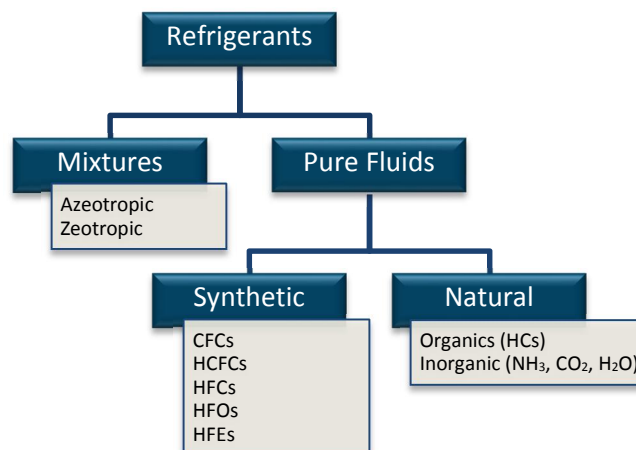 Refrigerants
Mixtures
Azeotropic
Zeotropic
Pure Fluids
Synthetic
CFCs
HCFCs
HFCs
HFOs
HFEs
Natural
Organics (HCs)
Inorganic (NH₃, CO₂, H₂O)